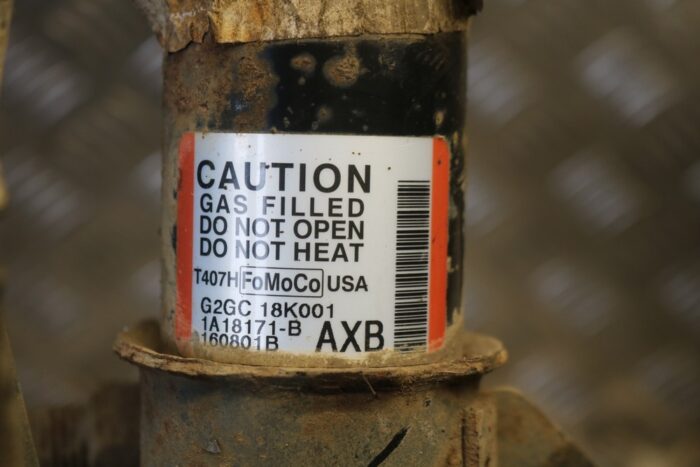 CAUTION
GAS FILLED
DO NOT OPEN
DO NOT HEAT
T407H FoMoCo USA
G2GC 18K001
1A18171-B
160801B AXB